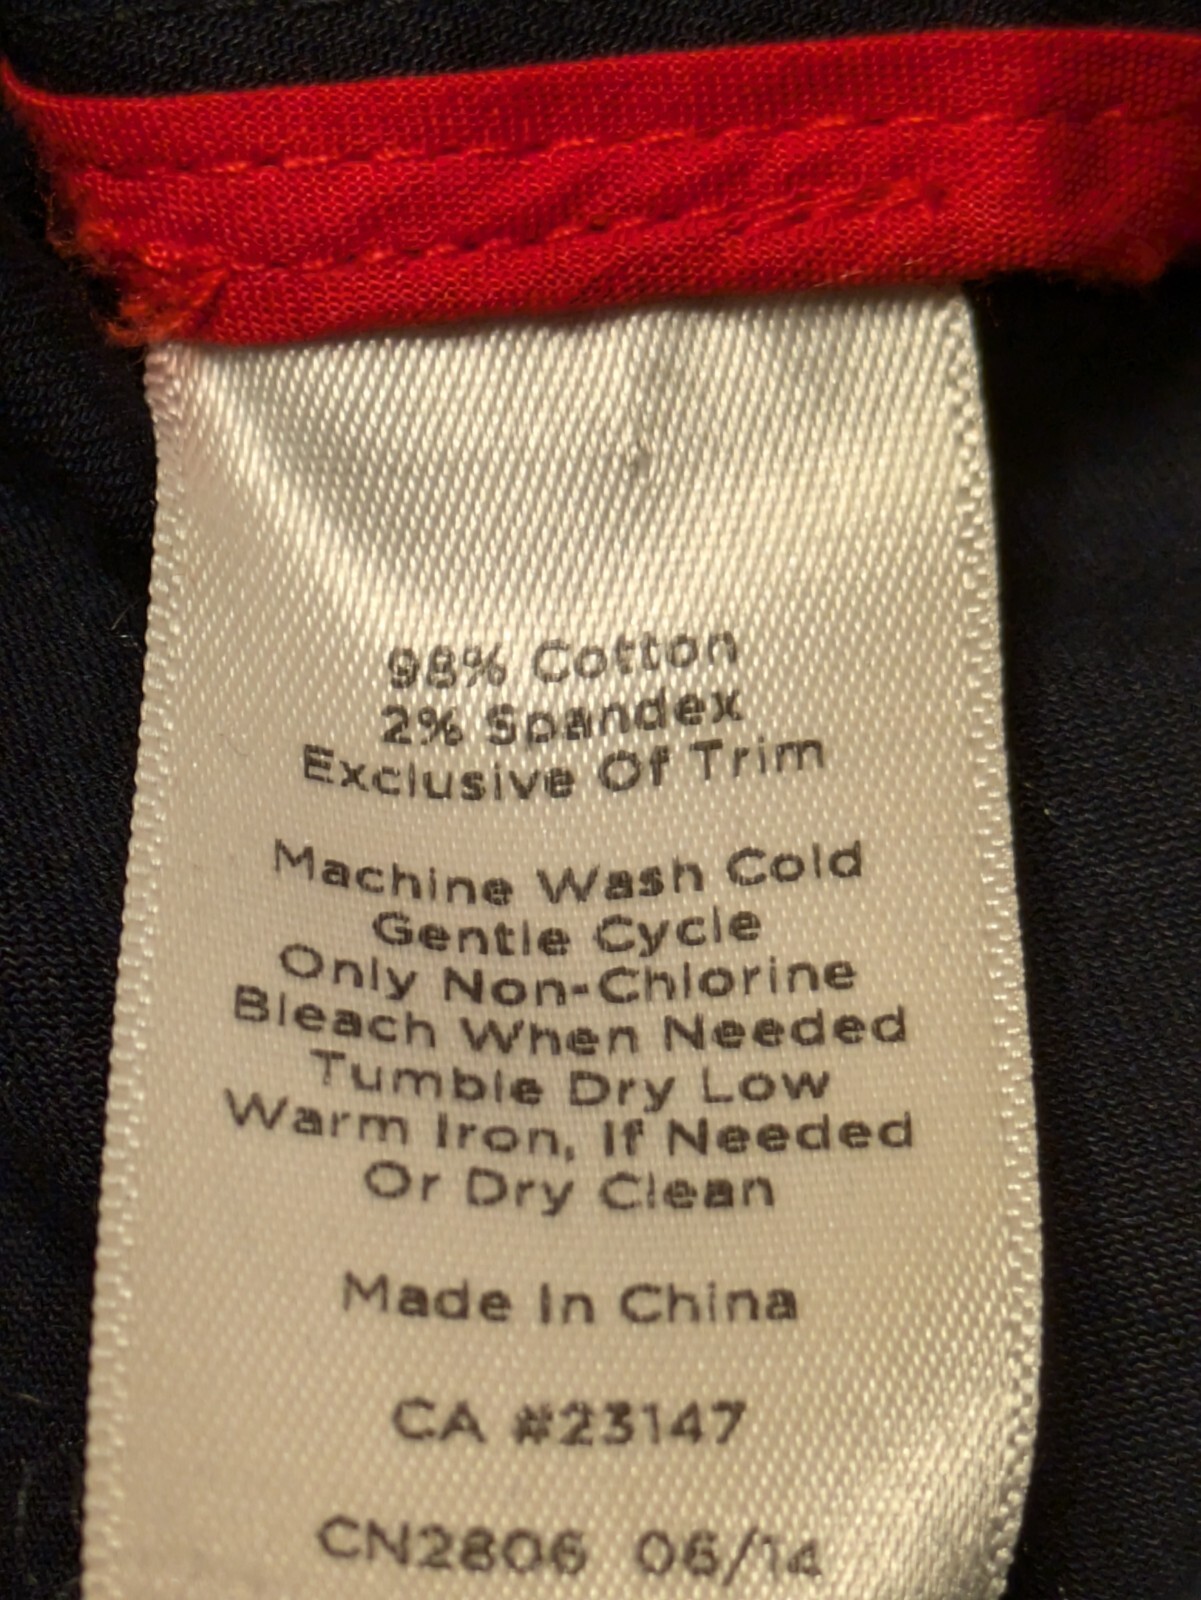 98% Cotton
2% Spandex
Exclusive Of Trim
Machine Wash Cold
Gentle Cycle
Only Non-Chlorine
Bleach When Needed
Tumble Dry Low
Warm Iron, If Needed
Or Dry Clean
Made In China
CA #23147
CN2806 06/14